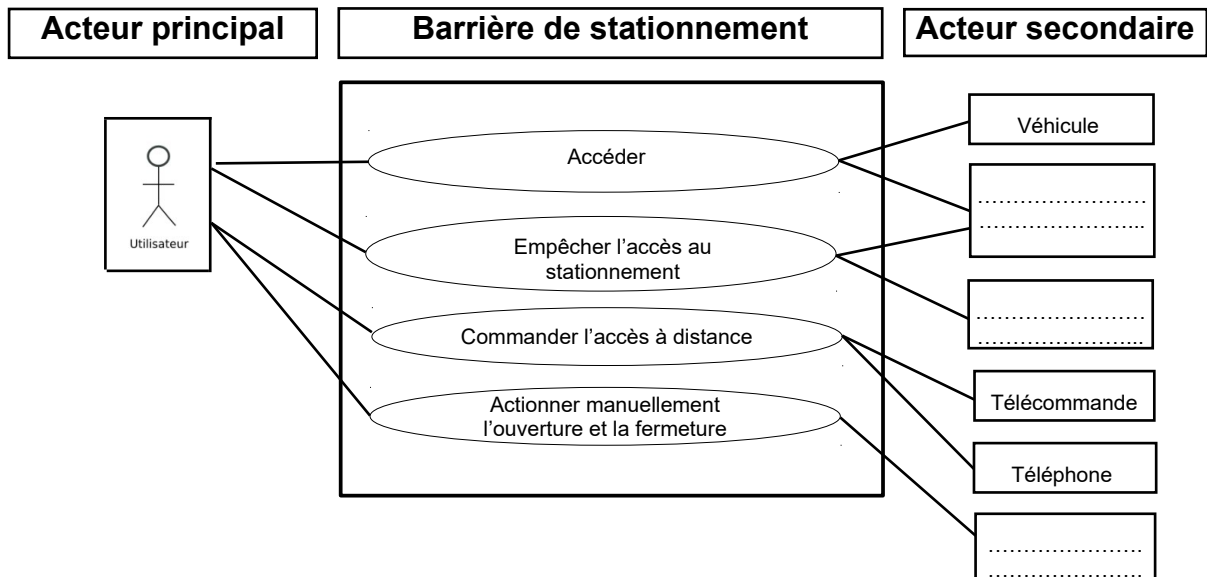 Acteur principal
Barrière de stationnement
Acteur secondaire
Utilisateur
Accéder
Empêcher l’accès au
stationnement
Commander l’accès à distance
Actionner manuellement
l’ouverture et la fermeture
Véhicule
…………………….
…………………...
…………………….
…………………...
Télécommande
Téléphone
…………………
…………………